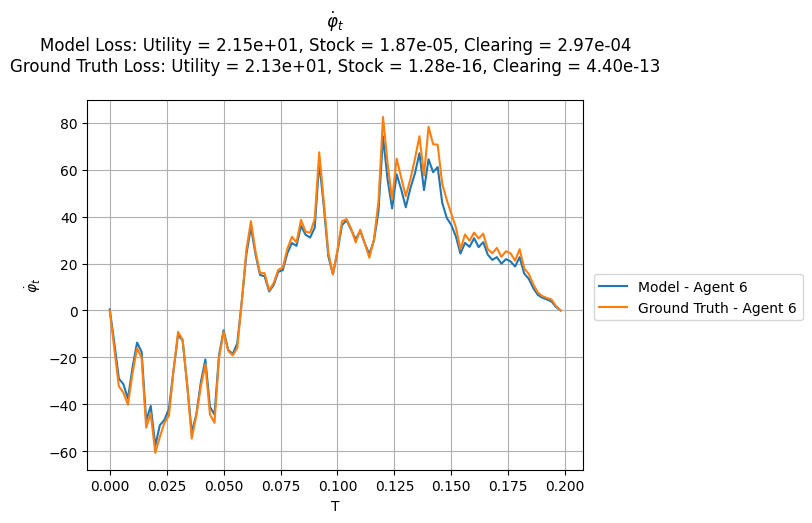 φ̇ₜ
Model Loss: Utility = 2.15e+01, Stock = 1.87e-05, Clearing = 2.97e-04
Ground Truth Loss: Utility = 2.13e+01, Stock = 1.28e-16, Clearing = 4.40e-13
80
60
40
20
0
−20
−40
−60
φ̇ₜ
0.000 0.025 0.050 0.075 0.100 0.125 0.150 0.175 0.200
T
Model - Agent 6
Ground Truth - Agent 6